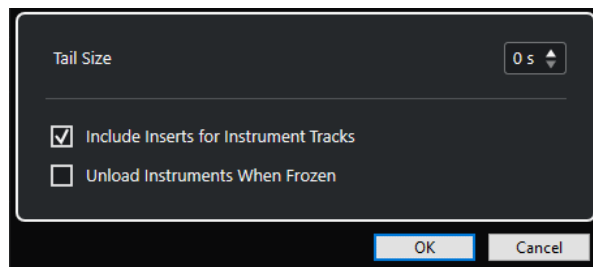 Tail Size
0 s
Include Inserts for Instrument Tracks
Unload Instruments When Frozen
OK
Cancel